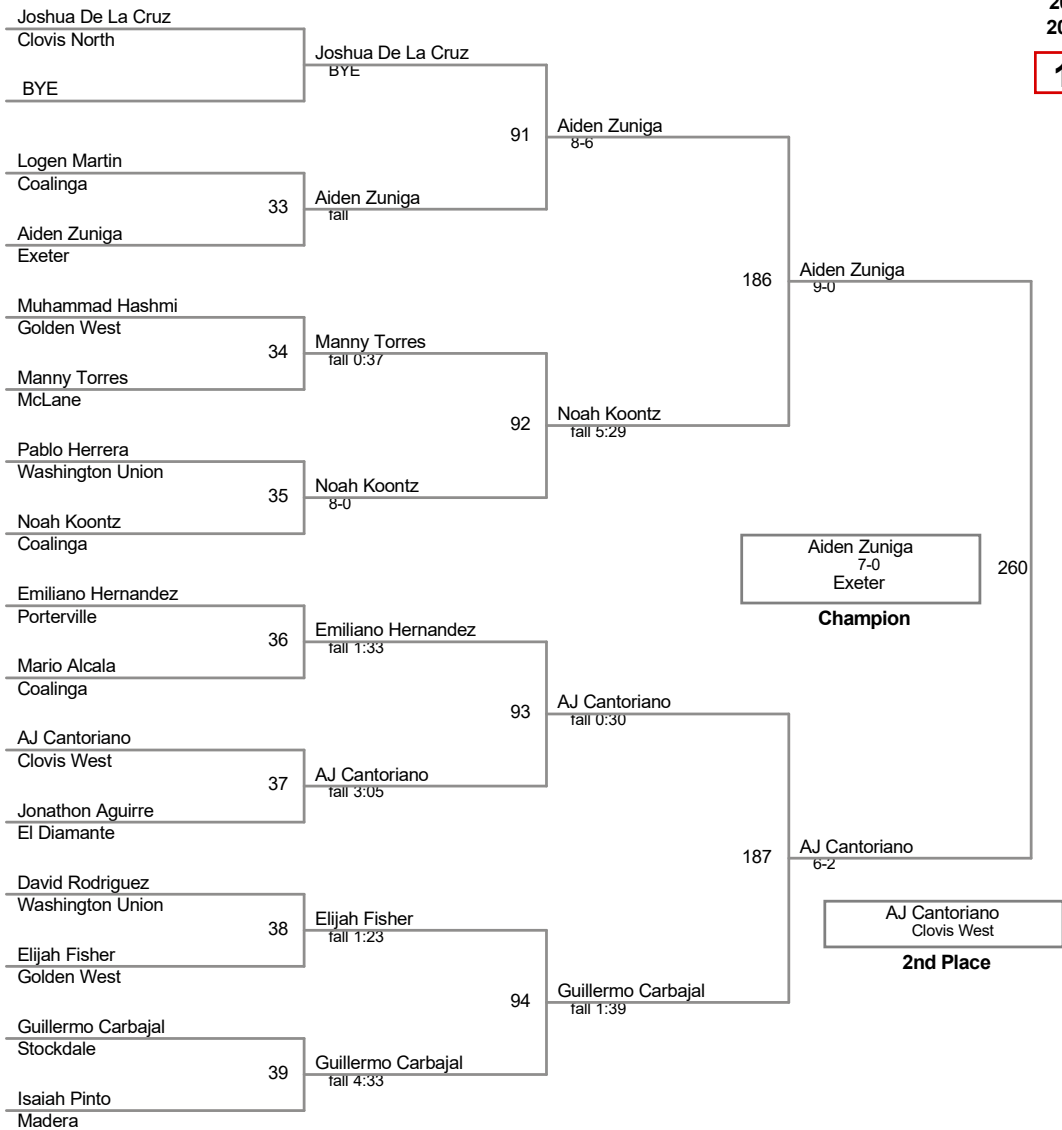 Joshua De La Cruz
Clovis North
BYE
Logen Martin
Coalinga
Aiden Zuniga
Exeter
Muhammad Hashmi
Golden West
Manny Torres
McLane
Pablo Herrera
Washington Union
Noah Koontz
Coalinga
Emiliano Hernandez
Porterville
Mario Alcala
Coalinga
AJ Cantoriano
Clovis West
Jonathon Aguirre
El Diamante
David Rodriguez
Washington Union
Elijah Fisher
Golden West
Guillermo Carbajal
Stockdale
Isaiah Pinto
Madera
33
34
35
36
37
38
39
Joshua De La Cruz
BYE
Aiden Zuniga
fall
Manny Torres
fall 0:37
Noah Koontz
8-0
Emiliano Hernandez
fall 1:33
AJ Cantoriano
fall 3:05
Elijah Fisher
fall 1:23
Guillermo Carbajal
fall 4:33
91
92
93
94
Aiden Zuniga
8-6
Noah Koontz
fall 5:29
AJ Cantoriano
fall 0:30
Guillermo Carbajal
fall 1:39
186
187
Aiden Zuniga
9-0
AJ Cantoriano
6-2
260
Aiden Zuniga
7-0
Exeter
Champion
AJ Cantoriano
Clovis West
2nd Place